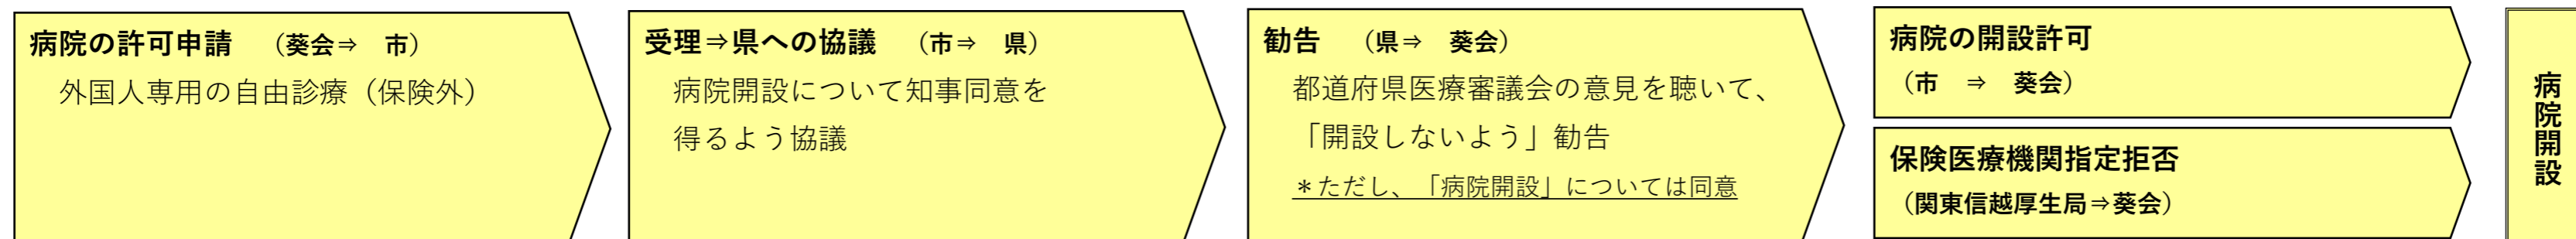 病院の許可申請　（葵会⇒　市）
外国人専用の自由診療（保険外）
受理⇒県への協議　（市⇒　県）
病院開設について知事同意を
得るよう協議
勧告　（県⇒　葵会）
都道府県医療審議会の意見を聴いて、
「開設しないよう」勧告
＊ただし、「病院開設」については同意
病院の開設許可
（市　⇒　葵会）
保険医療機関指定拒否
（関東信越厚生局⇒葵会）
病院開設